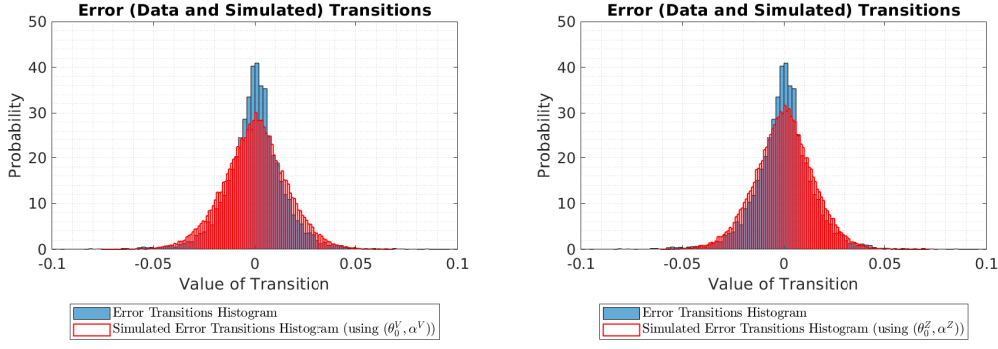 Error (Data and Simulated) Transitions
50
40
30
20
10
0
Probability
-0.1
-0.05
0
0.05
0.1
Value of Transition
Error Transitions Histogram
Simulated Error Transitions Histogram (using (θ₀ⱽ, αⱽ))
Error (Data and Simulated) Transitions
50
40
30
20
10
0
Probability
-0.1
-0.05
0
0.05
0.1
Value of Transition
Error Transitions Histogram
Simulated Error Transitions Histogram (using (θ₀ᶻ, αᶻ))